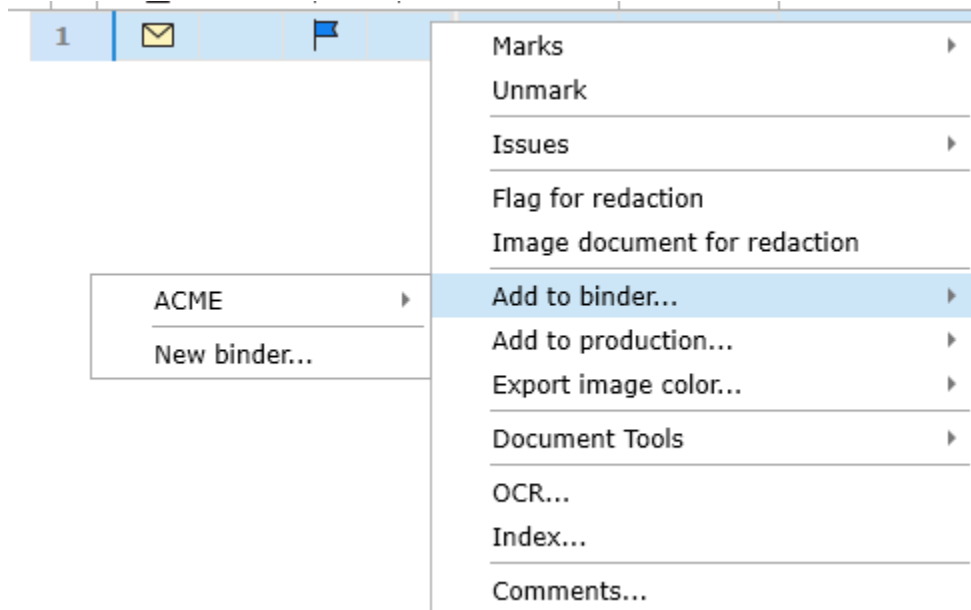 1
Marks
Unmark
Issues
Flag for redaction
Image document for redaction
Add to binder...
ACME
New binder...
Add to production...
Export image color...
Document Tools
OCR...
Index...
Comments...